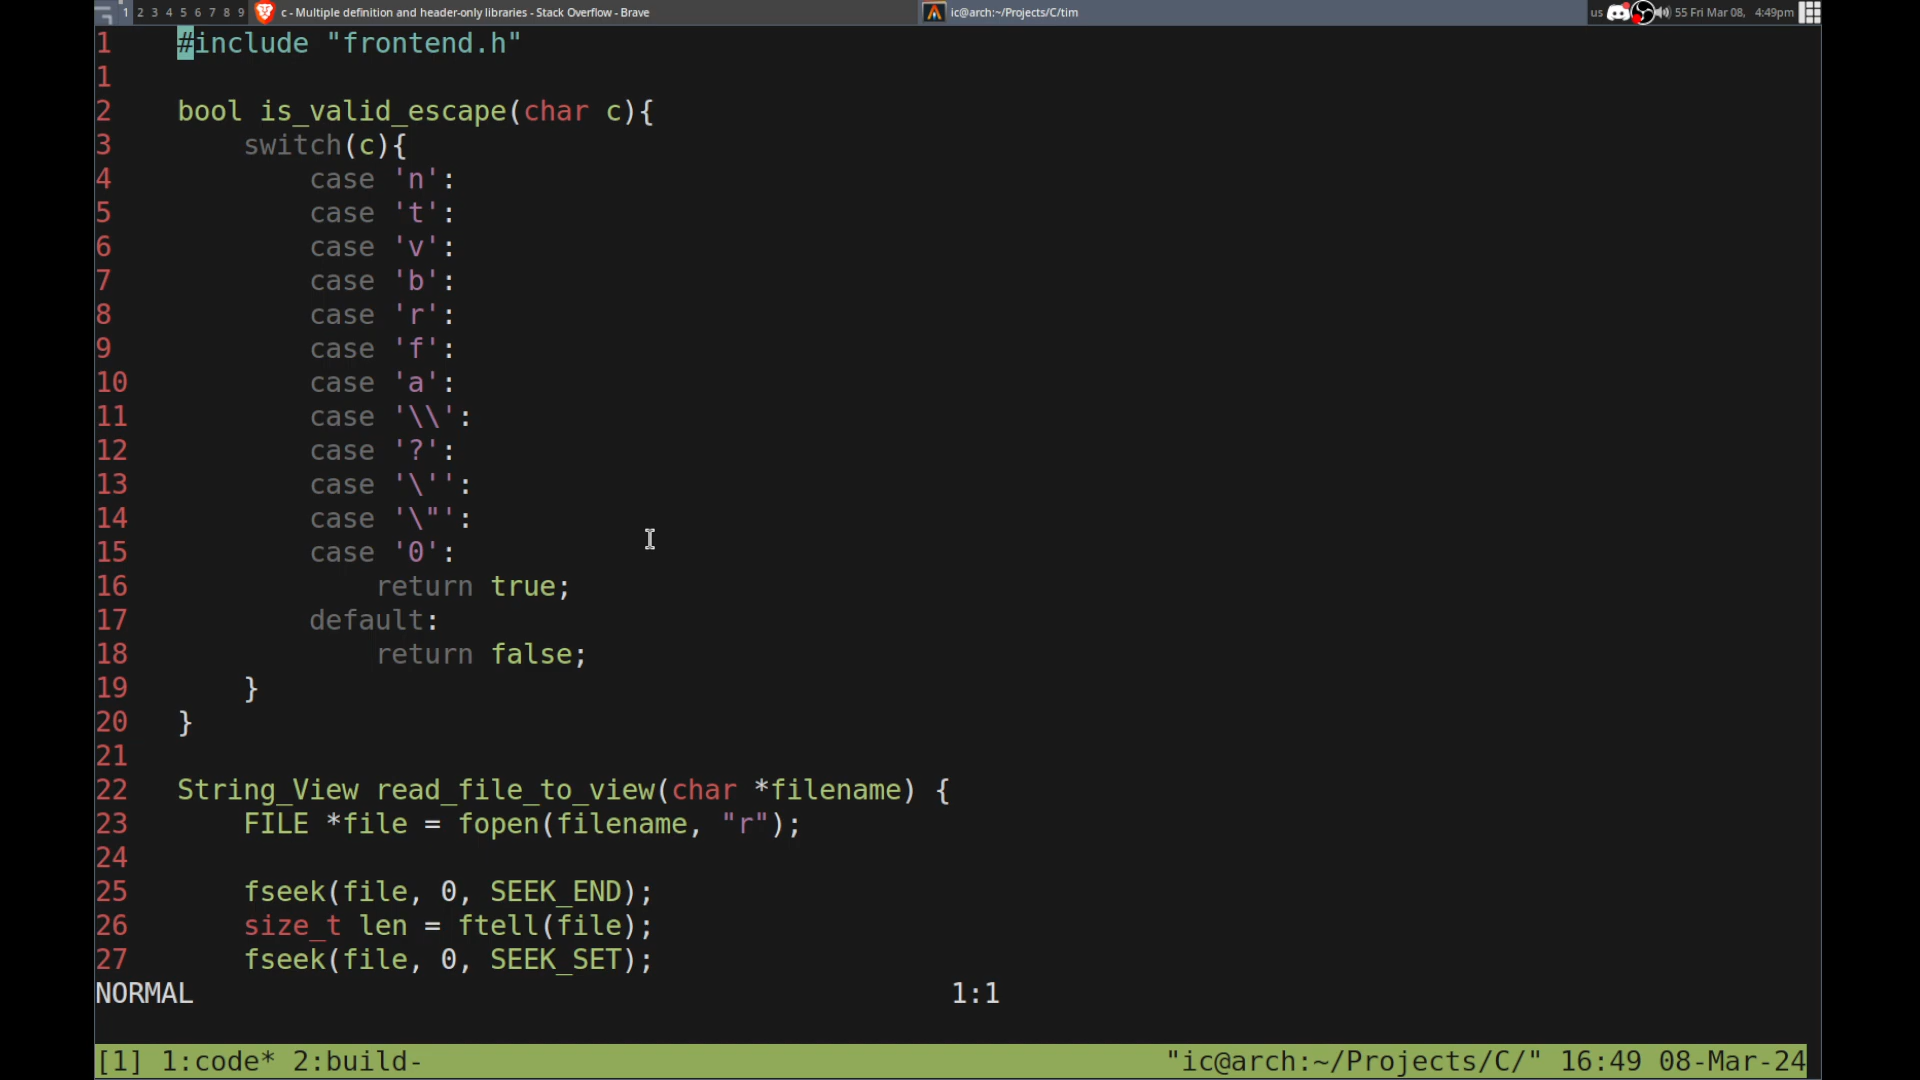 1 2 3 4 5 6 7 8 9 c - Multiple definition and header-only libraries - Stack Overflow - Brave ic@arch:~/Projects/C/tim us 55 Fri Mar 08, 4:49pm
1 #include "frontend.h"
1
2 bool is_valid_escape(char c){
3 switch(c){
4 case 'n':
5 case 't':
6 case 'v':
7 case 'b':
8 case 'r':
9 case 'f':
10 case 'a':
11 case '\\':
12 case '?':
13 case '\'':
14 case '\"':
15 case '0':
16 return true;
17 default:
18 return false;
19 }
20 }
21
22 String_View read_file_to_view(char *filename) {
23 FILE *file = fopen(filename, "r");
24
25 fseek(file, 0, SEEK_END);
26 size_t len = ftell(file);
27 fseek(file, 0, SEEK_SET);
NORMAL 1:1
[1] 1:code* 2:build- "ic@arch:~/Projects/C/" 16:49 08-Mar-24